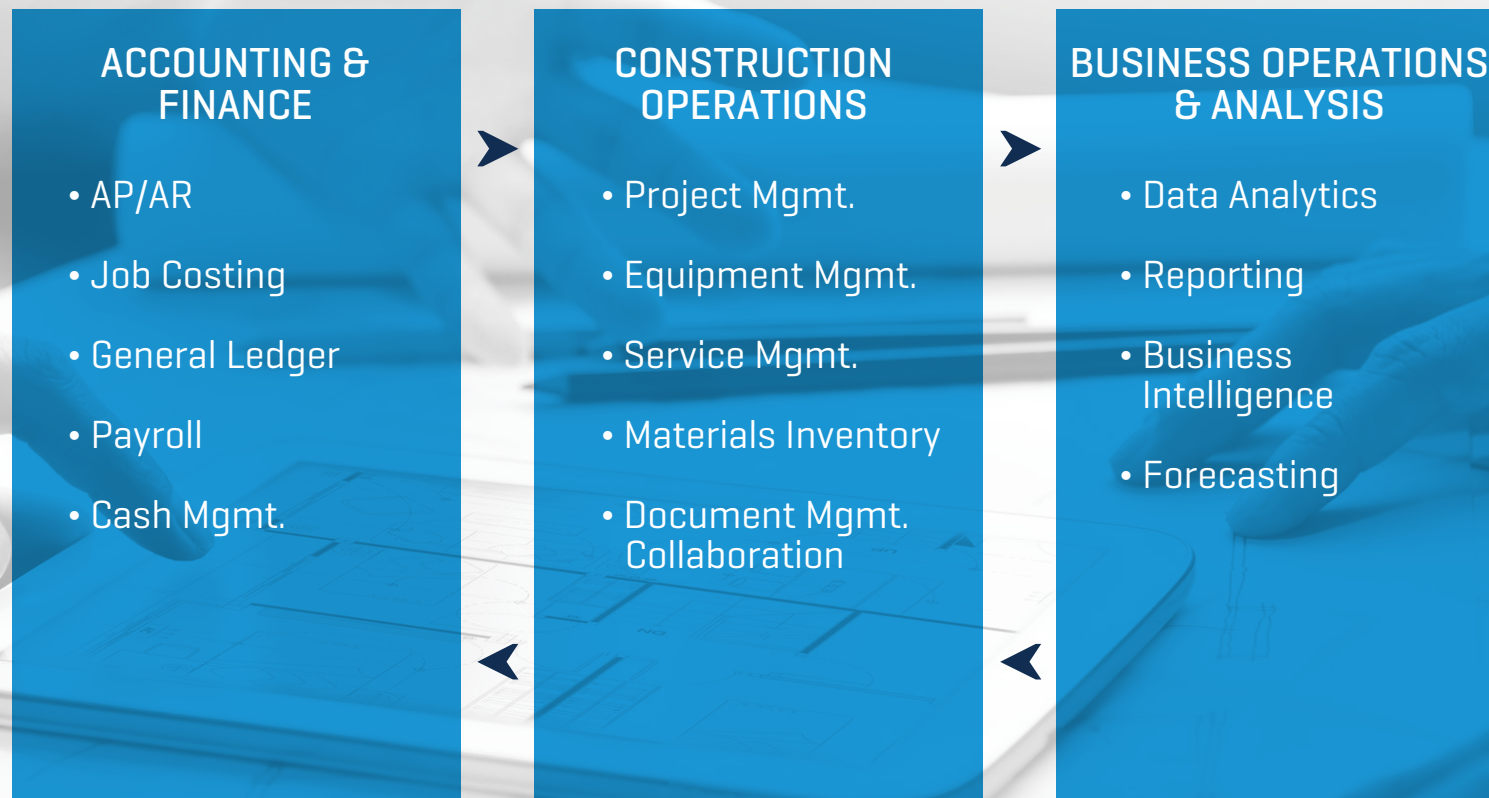 ACCOUNTING &
FINANCE
• AP/AR
• Job Costing
• General Ledger
• Payroll
• Cash Mgmt.
CONSTRUCTION
OPERATIONS
• Project Mgmt.
• Equipment Mgmt.
• Service Mgmt.
• Materials Inventory
• Document Mgmt.
Collaboration
BUSINESS OPERATIONS
& ANALYSIS
• Data Analytics
• Reporting
• Business
Intelligence
• Forecasting